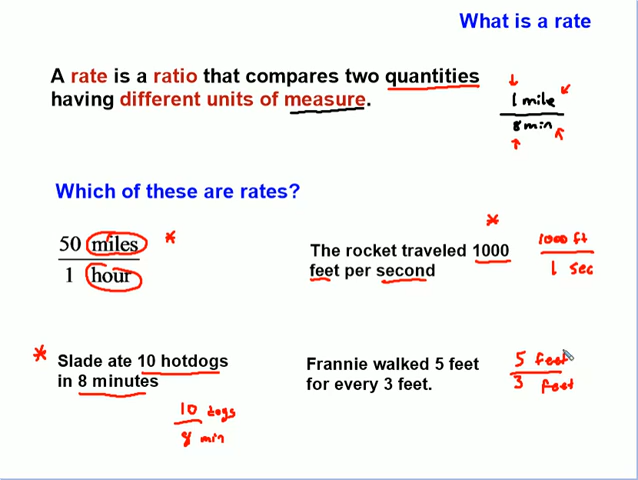 What is a rate
A rate is a ratio that compares two quantities
having different units of measure.
1 mile
8 min
Which of these are rates?
50 miles
1 hour
The rocket traveled 1000
feet per second
1000 ft
1 sec
Slade ate 10 hotdogs
in 8 minutes
10 dogs
8 min
Frannie walked 5 feet
for every 3 feet.
5 feet
3 feet